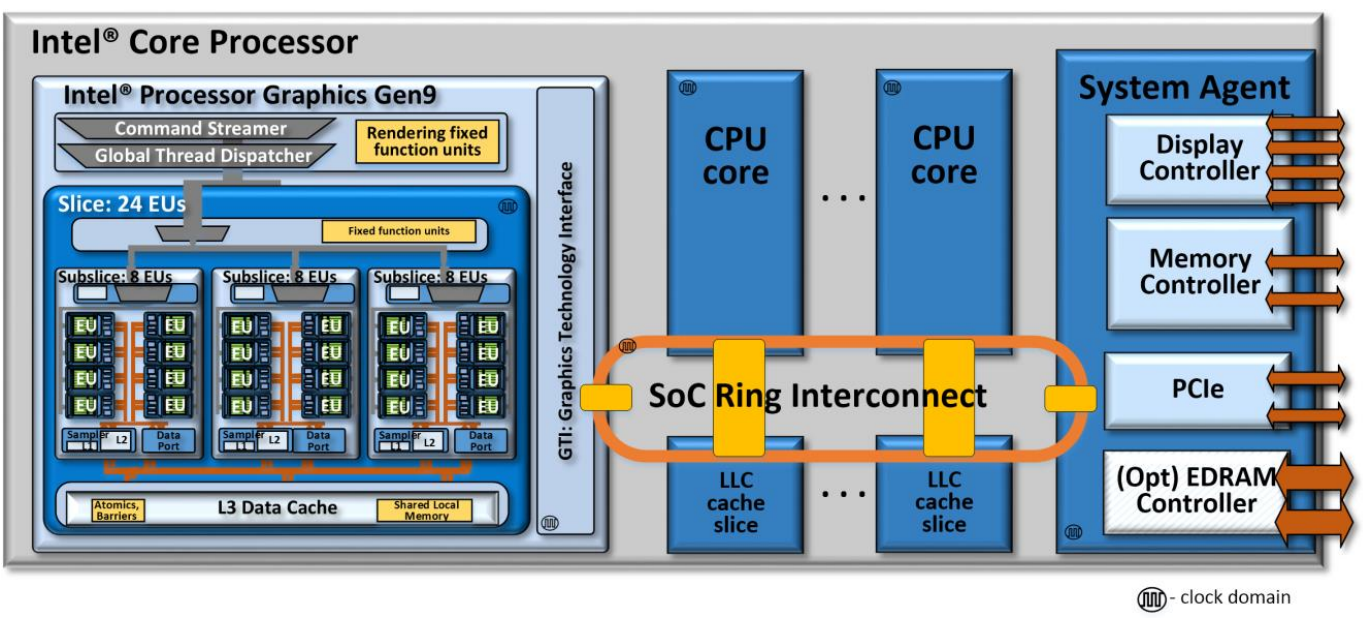 Intel® Core Processor
Intel® Processor Graphics Gen9
Command Streamer
Global Thread Dispatcher
Rendering fixed
function units
Slice: 24 EUs
Fixed function units
Subslice: 8 EUs
Subslice: 8 EUs
Subslice: 8 EUs
EU EU EU EU EU EU
EU EU EU EU EU EU
EU EU EU EU EU EU
EU EU EU EU EU EU
Sampler
L1
L2
Data
Port
Sampler
L1
L2
Data
Port
Sampler
L1
L2
Data
Port
Atomics,
Barriers
L3 Data Cache
Shared Local
Memory
GTI: Graphics Technology Interface
CPU
core
...
CPU
core
SoC Ring Interconnect
LLC
cache
slice
...
LLC
cache
slice
System Agent
Display
Controller
Memory
Controller
PCIe
(Opt) EDRAM
Controller
- clock domain